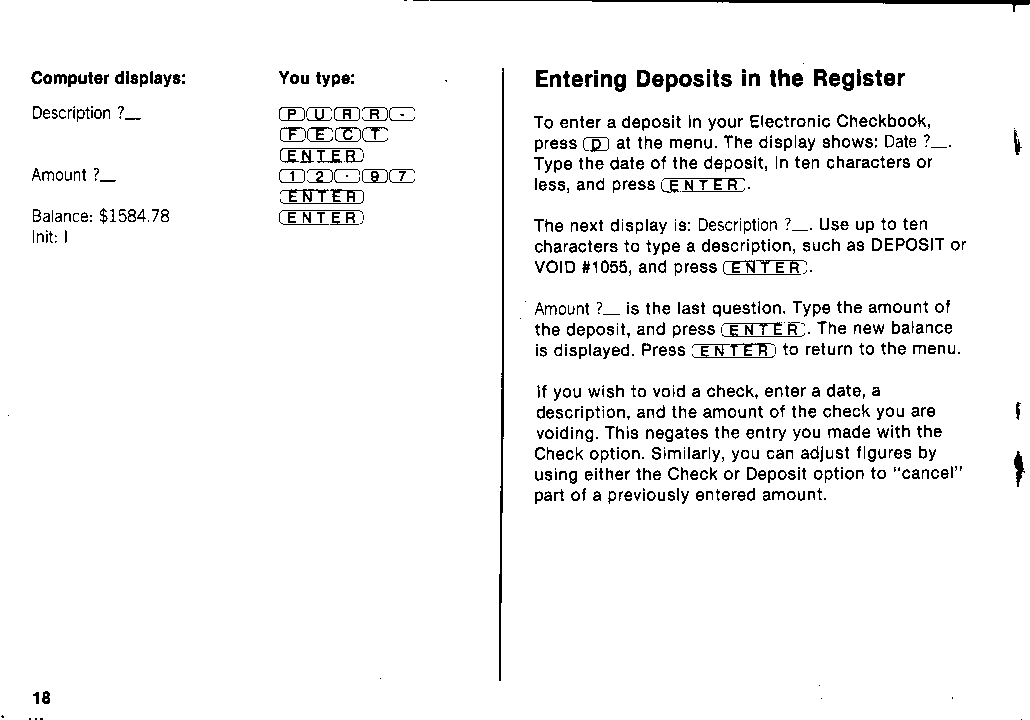 Computer displays: You type:
Description ?_ P U R R -
F E C T
ENTER
Amount ?_ 1 2 . 9 7
ENTER
Balance: $1584.78 ENTER
Init: I
18
Entering Deposits in the Register
To enter a deposit in your Electronic Checkbook,
press D at the menu. The display shows: Date ?_.
Type the date of the deposit, in ten characters or
less, and press ENTER.
The next display is: Description ?_. Use up to ten
characters to type a description, such as DEPOSIT or
VOID #1055, and press ENTER.
Amount ?_ is the last question. Type the amount of
the deposit, and press ENTER. The new balance
is displayed. Press ENTER to return to the menu.
If you wish to void a check, enter a date, a
description, and the amount of the check you are
voiding. This negates the entry you made with the
Check option. Similarly, you can adjust figures by
using either the Check or Deposit option to "cancel"
part of a previously entered amount.